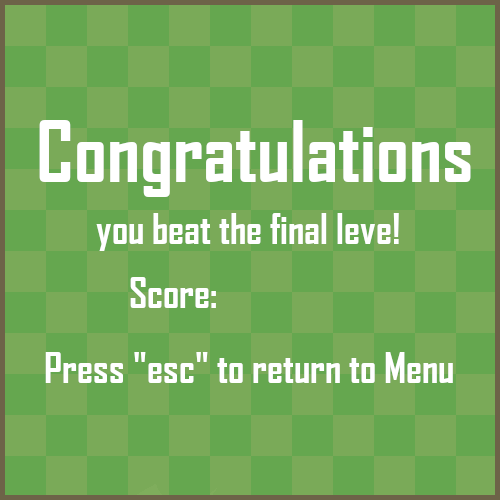 Congratulations
you beat the final leve!
Score:
Press "esc" to return to Menu